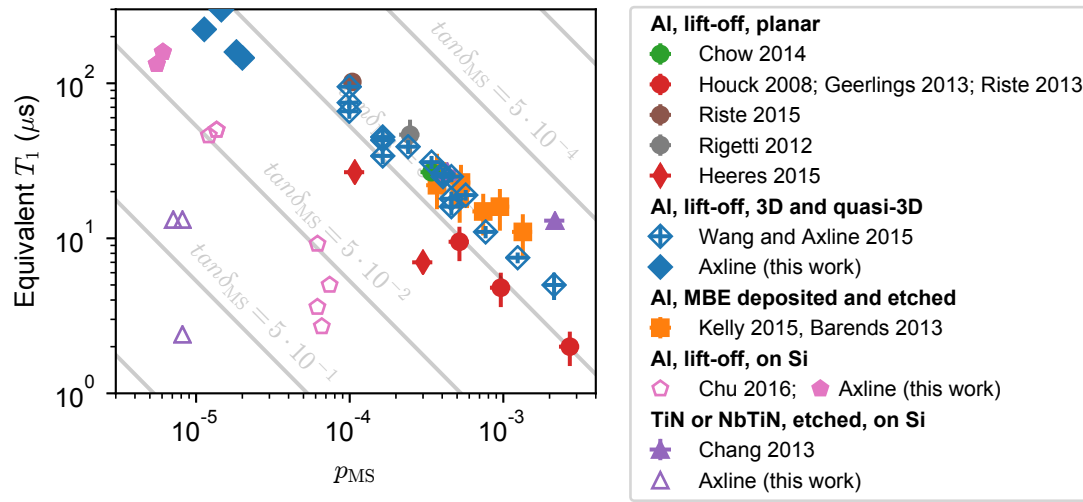 Equivalent T₁ (μs)
10²
10¹
10⁰
10⁻⁵
10⁻⁴
10⁻³
p_MS
tanδ_MS = 5 · 10⁻⁴
tanδ
tanδ_MS = 5 · 10⁻²
tanδ_MS = 5 · 10⁻¹
Al, lift-off, planar
Chow 2014
Houck 2008; Geerlings 2013; Riste 2013
Riste 2015
Rigetti 2012
Heeres 2015
Al, lift-off, 3D and quasi-3D
Wang and Axline 2015
Axline (this work)
Al, MBE deposited and etched
Kelly 2015, Barends 2013
Al, lift-off, on Si
Chu 2016; Axline (this work)
TiN or NbTiN, etched, on Si
Chang 2013
Axline (this work)